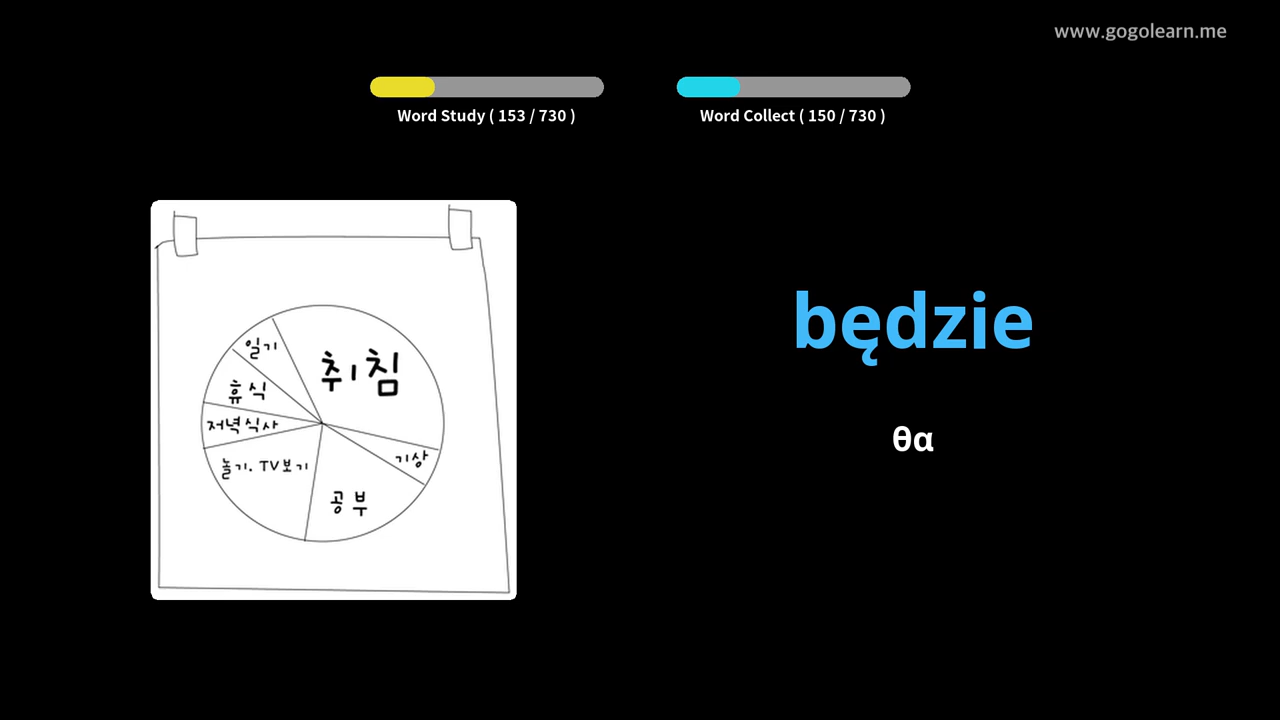 www.gogolearn.me
Word Study ( 153 / 730 )
Word Collect ( 150 / 730 )
일기
취침
휴식
저녁식사
놀기. TV보기
기상
공부
będzie
θα